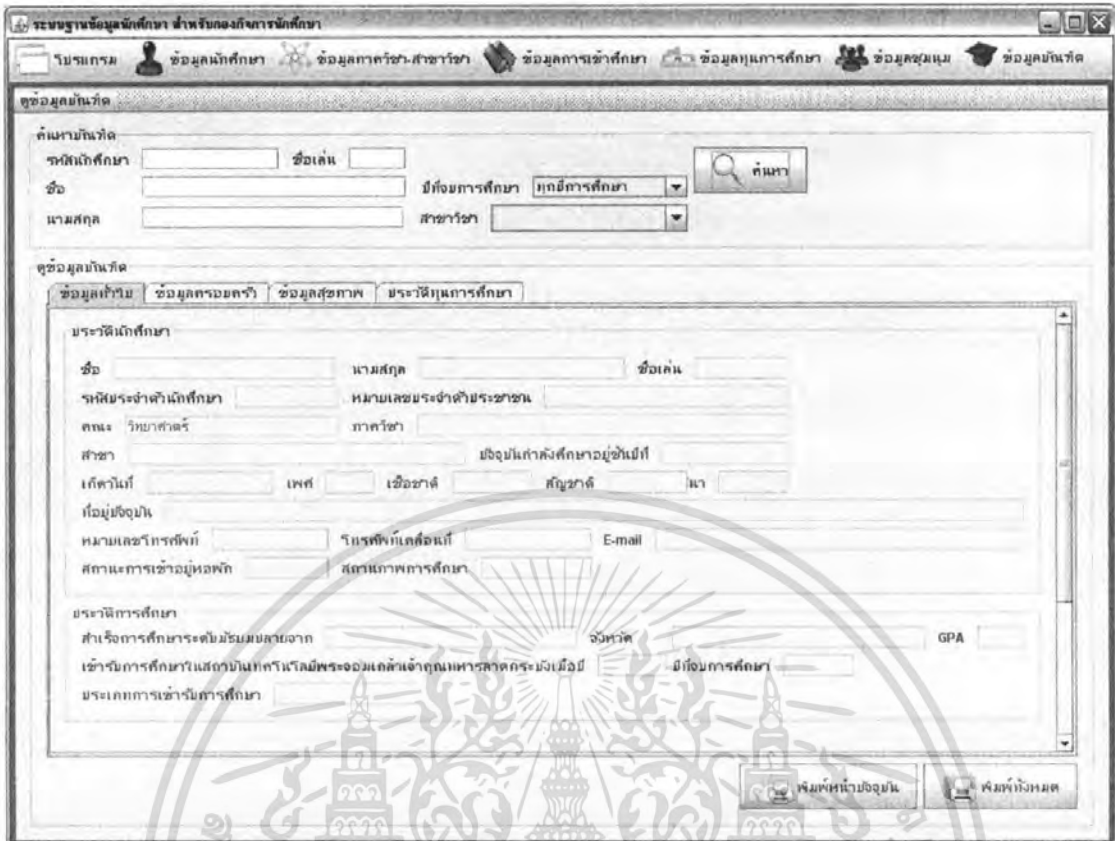 ระบบฐานข้อมูลนักศึกษา สำหรับกองกิจการนักศึกษา
โปรแกรม ข้อมูลนักศึกษา ข้อมูลภาควิชา-สาขาวิชา ข้อมูลการเข้าศึกษา ข้อมูลทุนการศึกษา ข้อมูลชุมนุม ข้อมูลบัณฑิต
ดูข้อมูลบัณฑิต
ค้นหาบัณฑิต
รหัสนักศึกษา ชื่อเล่น ค้นหา
ชื่อ ปีที่จบการศึกษา ทุกปีการศึกษา
นามสกุล สาขาวิชา
ดูข้อมูลบัณฑิต
ข้อมูลทั่วไป ข้อมูลครอบครัว ข้อมูลสุขภาพ ประวัติทุนการศึกษา
ประวัตินักศึกษา
ชื่อ นามสกุล ชื่อเล่น
รหัสประจำตัวนักศึกษา หมายเลขประจำตัวประชาชน
คณะ วิทยาศาตร์ ภาควิชา
สาขา ปัจจุบันกำลังศึกษาอยู่ชั้นปีที่
เกิดวันที่ เพศ เชื้อชาติ สัญชาติ
ที่อยู่ปัจจุบัน
หมายเลขโทรศัพท์ โทรศัพท์เคลื่อนที่ E-mail
สถานะการเข้าอยู่หอพัก สถานภาพการศึกษา
ประวัติการศึกษา
สำเร็จการศึกษาระดับมัธยมปลายจาก จังหวัด GPA
เข้ารับการศึกษาในสถาบันเทคโนโลยีพระจอมเกล้าเจ้าคุณทหารลาดกระบังเมื่อปี ปีที่จบการศึกษา
ประเภทการเข้ารับการศึกษา
พิมพ์หน้าปัจจุบัน พิมพ์ทั้งหมด